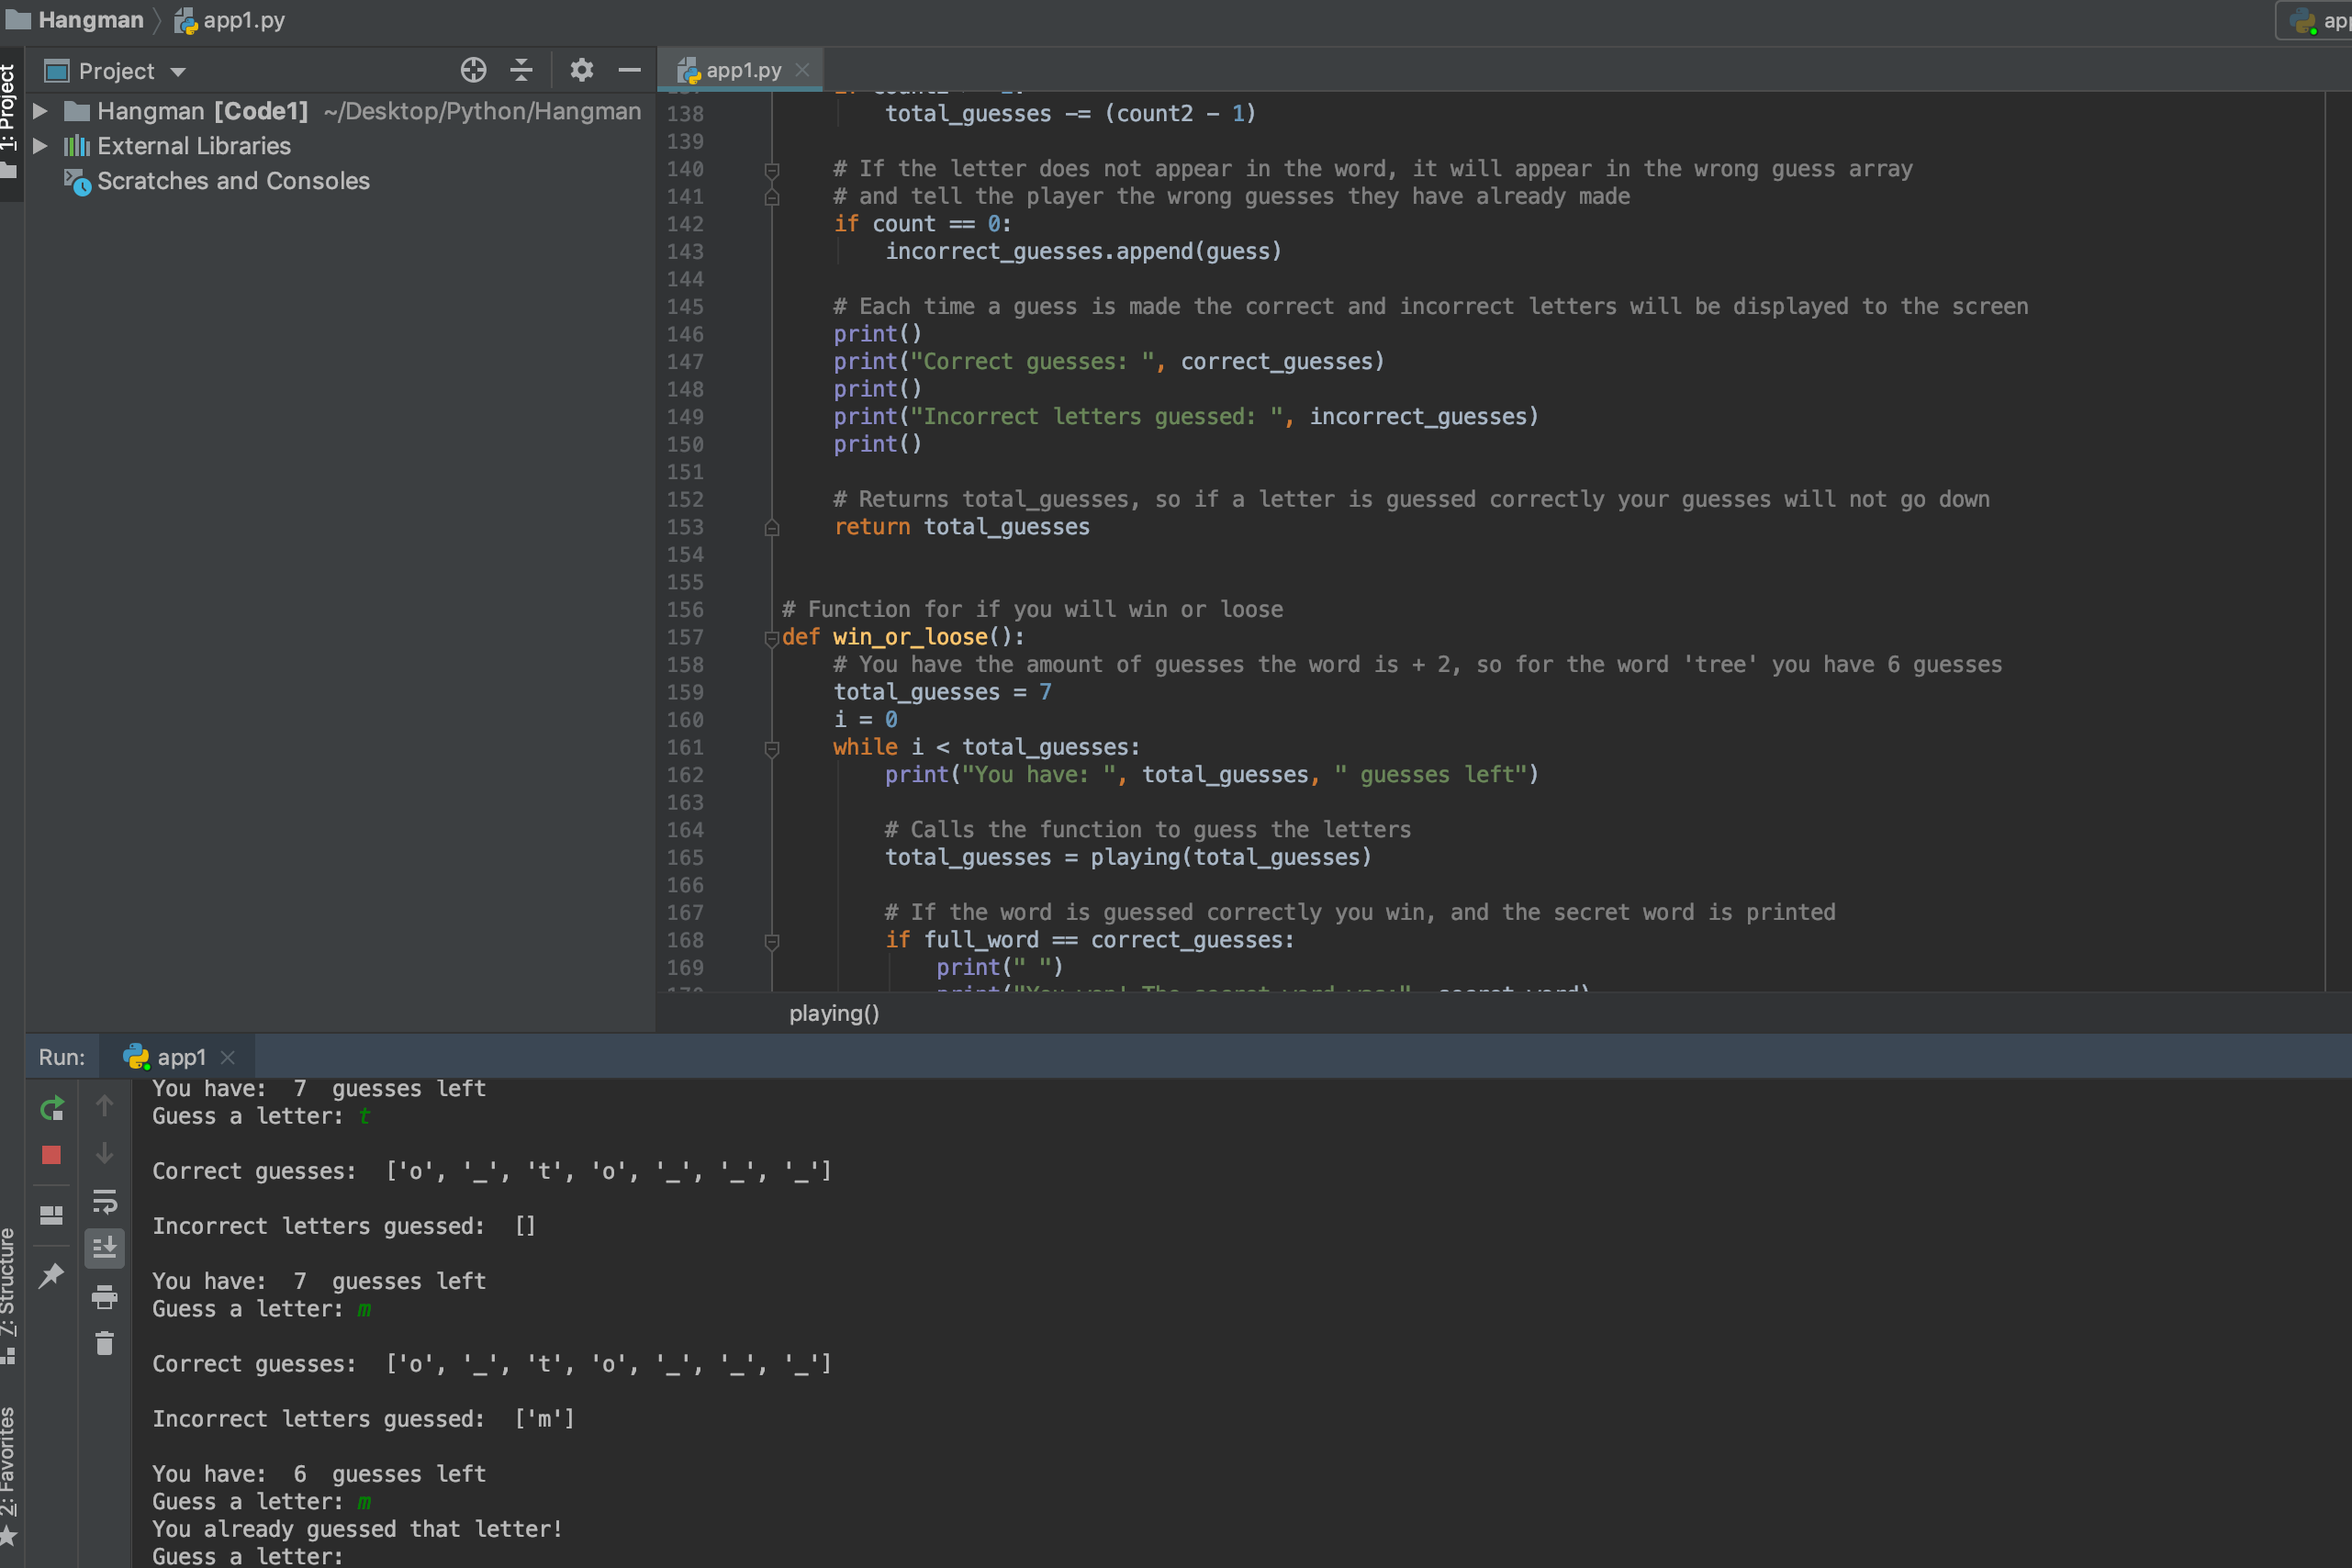 Hangman app1.py
app
1: Project
Project
app1.py
Hangman [Code1] ~/Desktop/Python/Hangman
External Libraries
Scratches and Consoles
138 total_guesses -= (count2 - 1)
139
140 # If the letter does not appear in the word, it will appear in the wrong guess array
141 # and tell the player the wrong guesses they have already made
142 if count == 0:
143 incorrect_guesses.append(guess)
144
145 # Each time a guess is made the correct and incorrect letters will be displayed to the screen
146 print()
147 print("Correct guesses: ", correct_guesses)
148 print()
149 print("Incorrect letters guessed: ", incorrect_guesses)
150 print()
151
152 # Returns total_guesses, so if a letter is guessed correctly your guesses will not go down
153 return total_guesses
154
155
156 # Function for if you will win or loose
157 def win_or_loose():
158 # You have the amount of guesses the word is + 2, so for the word 'tree' you have 6 guesses
159 total_guesses = 7
160 i = 0
161 while i < total_guesses:
162 print("You have: ", total_guesses, " guesses left")
163
164 # Calls the function to guess the letters
165 total_guesses = playing(total_guesses)
166
167 # If the word is guessed correctly you win, and the secret word is printed
168 if full_word == correct_guesses:
169 print(" ")
playing()
Run: app1
You have:  7  guesses left
Guess a letter: t
Correct guesses:  ['o', '_', 't', 'o', '_', '_', '_']
Incorrect letters guessed:  []
You have:  7  guesses left
Guess a letter: m
Correct guesses:  ['o', '_', 't', 'o', '_', '_', '_']
Incorrect letters guessed:  ['m']
You have:  6  guesses left
Guess a letter: m
You already guessed that letter!
Guess a letter:
7: Structure
2: Favorites